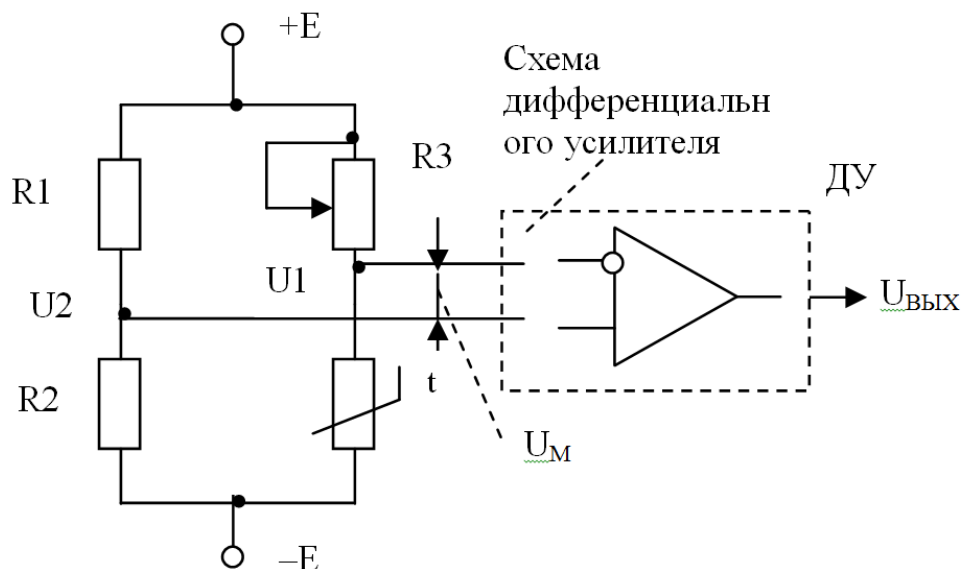 +E
Схема
дифференциальн
ого усилителя
R1
R3
ДУ
U2
U1
UВЫХ
R2
t
UМ
–E